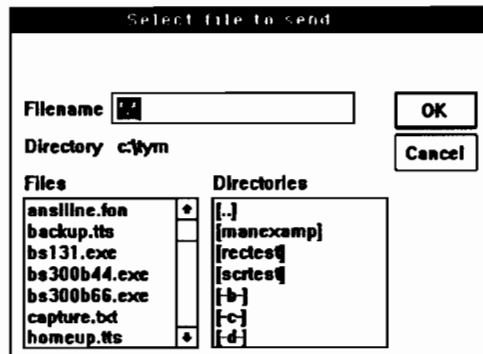 Select file to send
Filename *.*
OK
Directory c:\tym
Cancel
Files
Directories
ansiline.fon
backup.tts
bs131.exe
bs300b44.exe
bs300b66.exe
capture.txt
homeup.tts
[..]
[manexamp]
[rectest]
[scrtest]
[-b-]
[-c-]
[-d-]